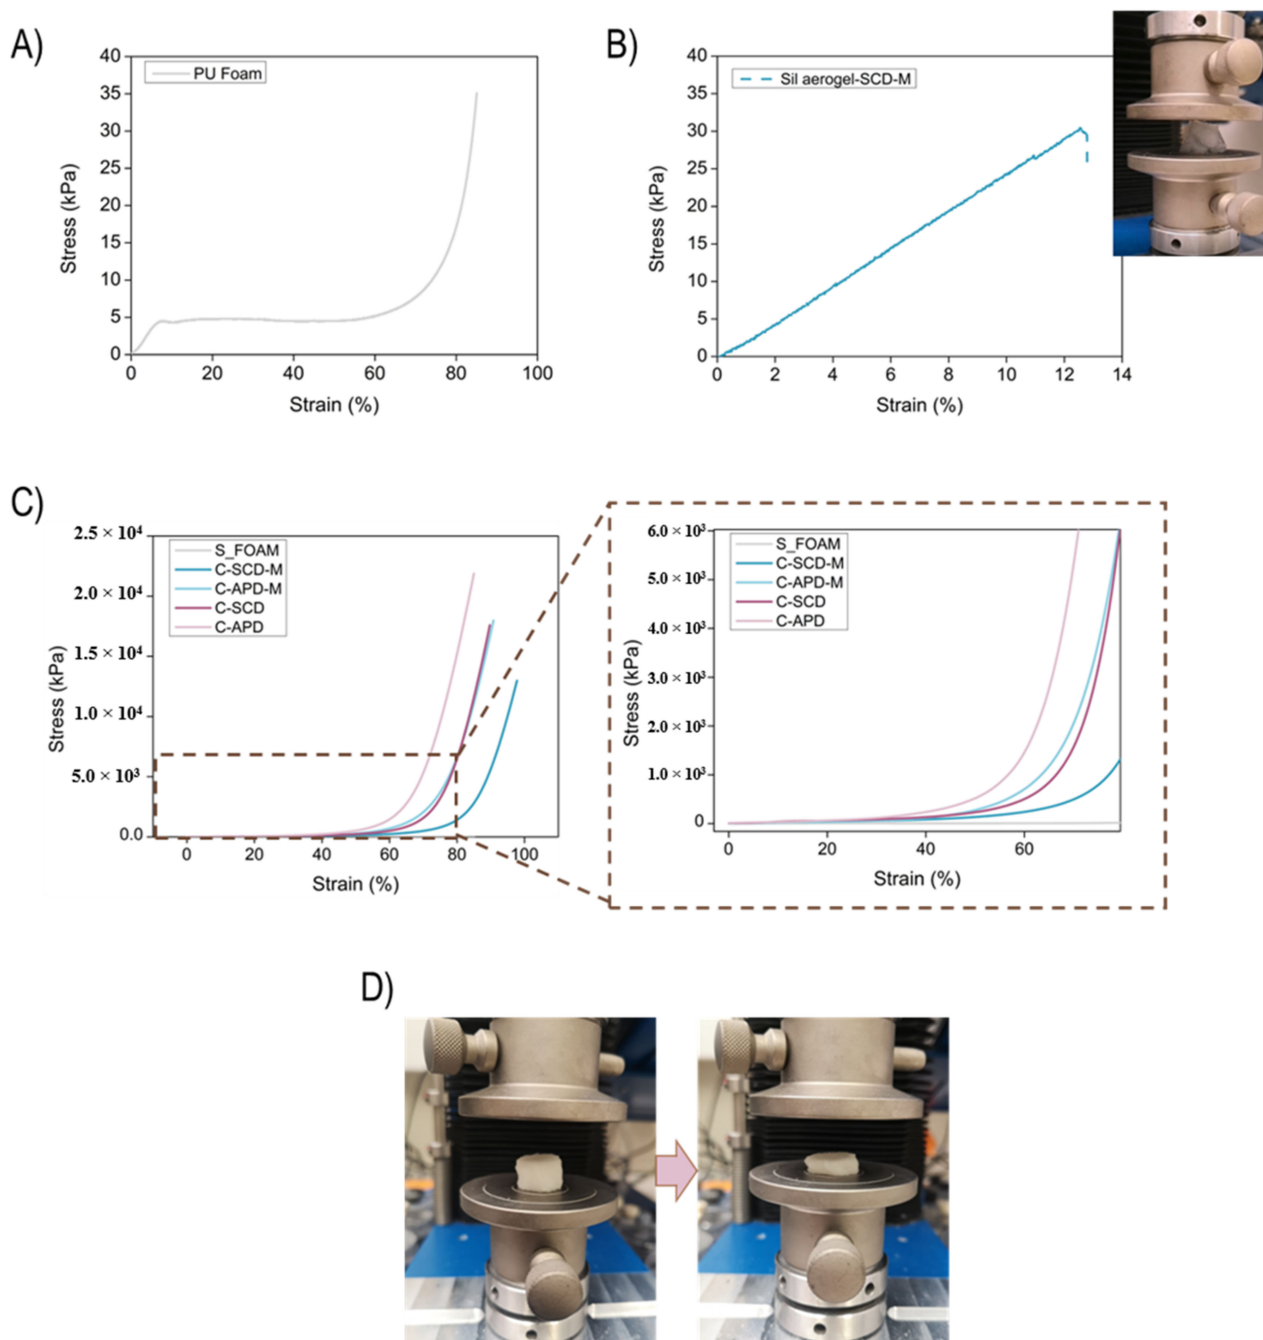 A)
B)
PU Foam
Stress (kPa)
40
35
30
25
20
15
10
5
0
0 20 40 60 80 100
Strain (%)
Sil aerogel-SCD-M
Stress (kPa)
40
35
30
25
20
15
10
5
0
0 2 4 6 8 10 12 14
Strain (%)
C)
S_FOAM
C-SCD-M
C-APD-M
C-SCD
C-APD
Stress (kPa)
2.5 × 10⁴
2.0 × 10⁴
1.5 × 10⁴
1.0 × 10⁴
5.0 × 10³
0.0
0 20 40 60 80 100
Strain (%)
S_FOAM
C-SCD-M
C-APD-M
C-SCD
C-APD
Stress (kPa)
6.0 × 10³
5.0 × 10³
4.0 × 10³
3.0 × 10³
2.0 × 10³
1.0 × 10³
0
0 20 40 60
Strain (%)
D)